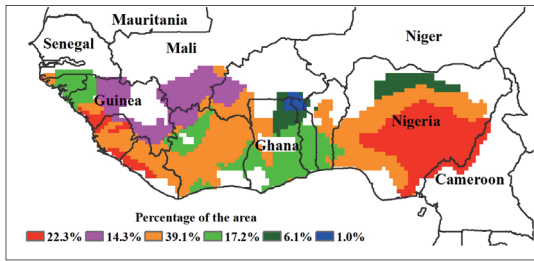 Mauritania
Senegal
Mali
Niger
Guinea
Nigeria
Ghana
Cameroon
Percentage of the area
22.3% 14.3% 39.1% 17.2% 6.1% 1.0%